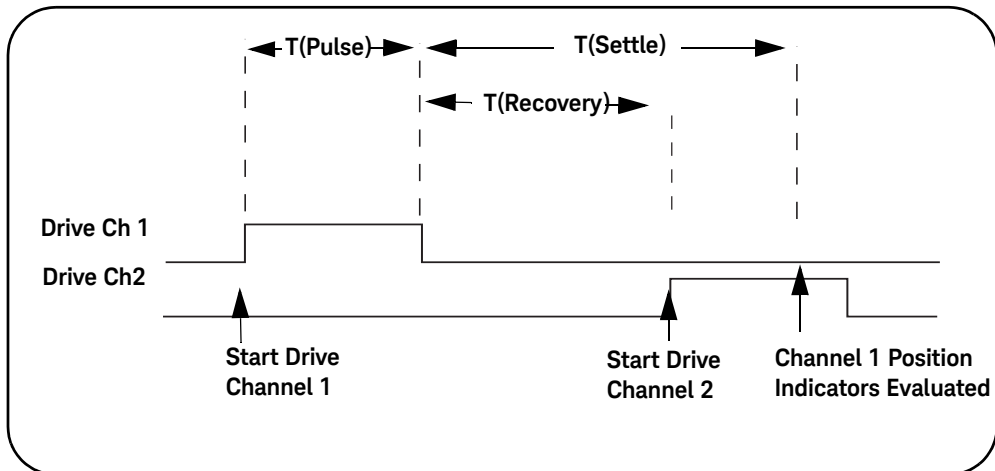 T(Pulse)
T(Settle)
T(Recovery)
Drive Ch 1
Drive Ch2
Start Drive
Channel 1
Start Drive
Channel 2
Channel 1 Position
Indicators Evaluated